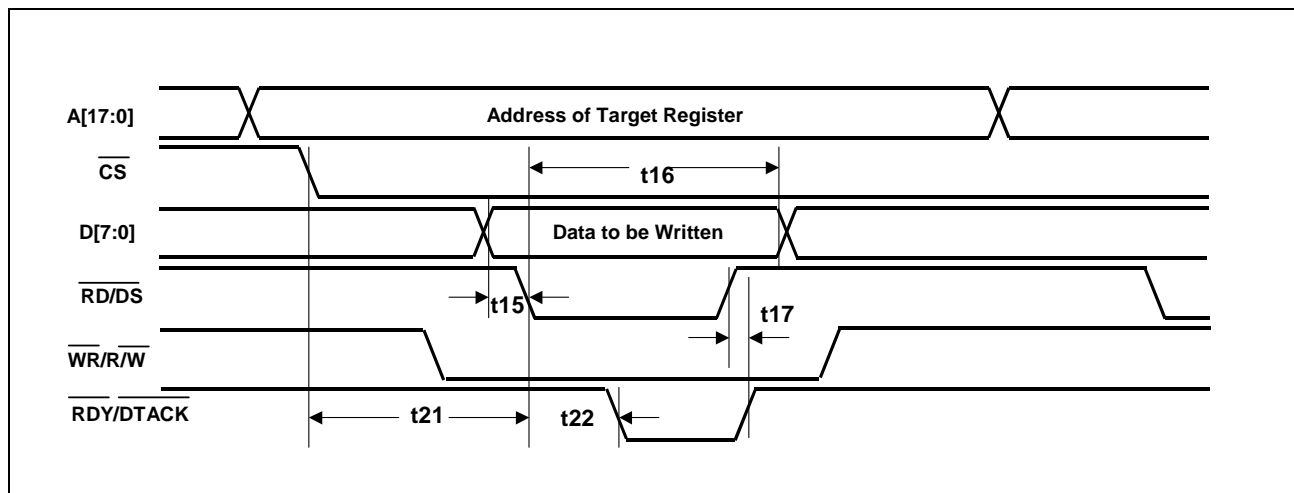 A[17:0]
Address of Target Register
CS
t16
D[7:0]
Data to be Written
RD/DS
t15
t17
WR/R/W
RDY/DTACK
t21
t22